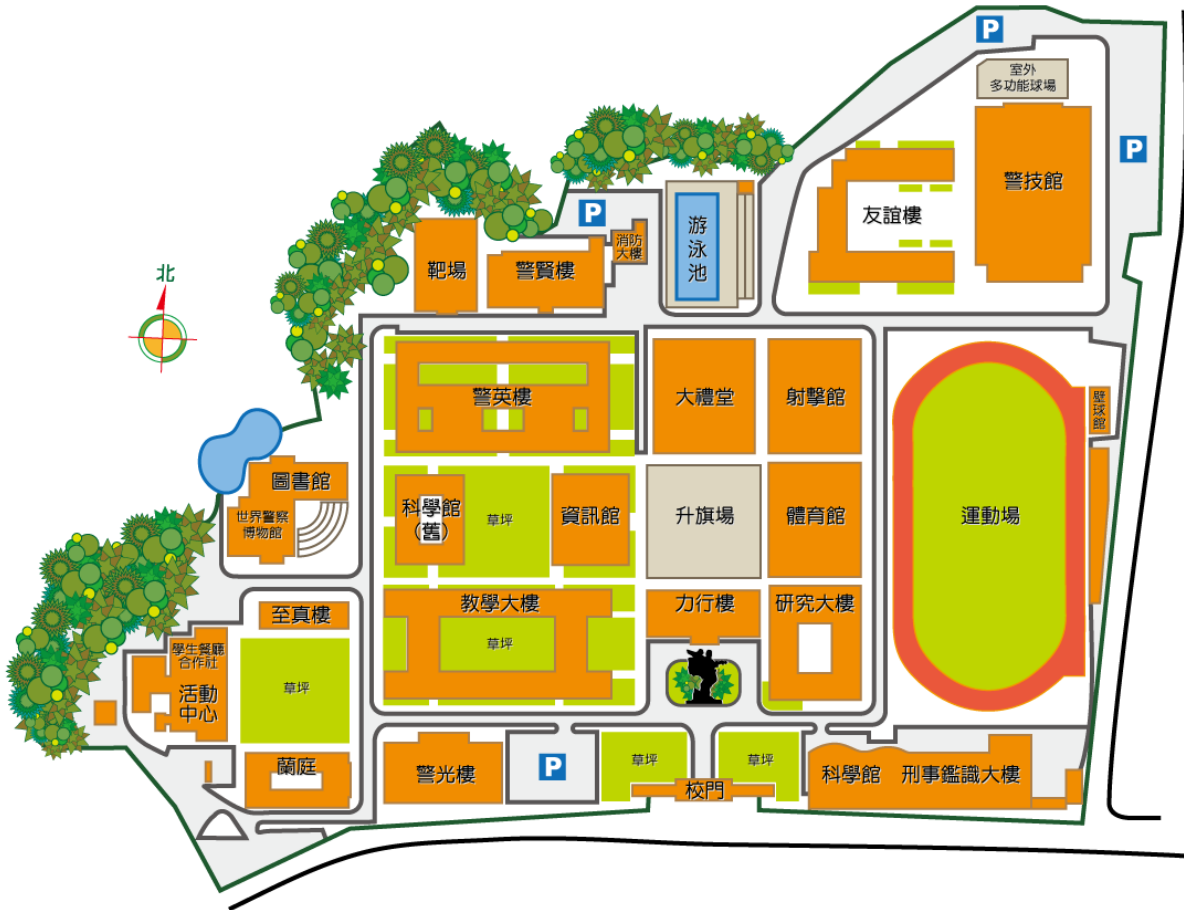 P
室外
多功能球場
P
警技館
友誼樓
P
游泳池
消防
大樓
靶場
警賢樓
北
警英樓
大禮堂
射擊館
壁球館
圖書館
世界警察
博物館
科學館
(舊)
草坪
資訊館
升旗場
體育館
運動場
至真樓
教學大樓
草坪
力行樓
研究大樓
學生餐廳
合作社
活動
中心
草坪
蘭庭
警光樓
P
草坪
校門
草坪
科學館
刑事鑑識大樓